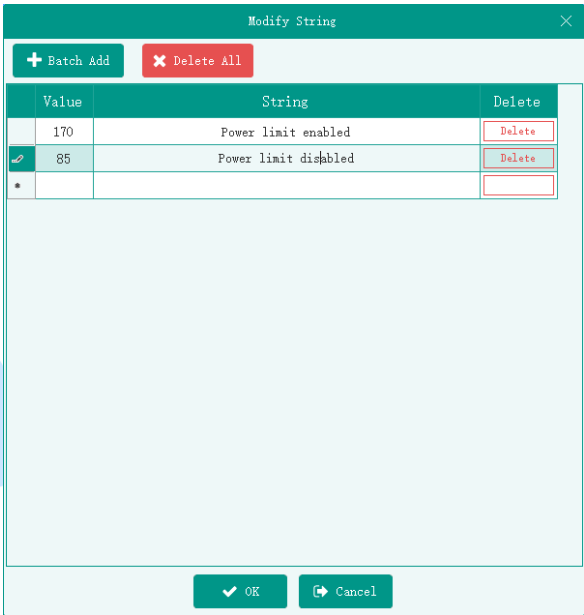 Modify String
Batch Add
Delete All
Value String Delete
170 Power limit enabled Delete
85 Power limit disabled Delete
*
OK Cancel